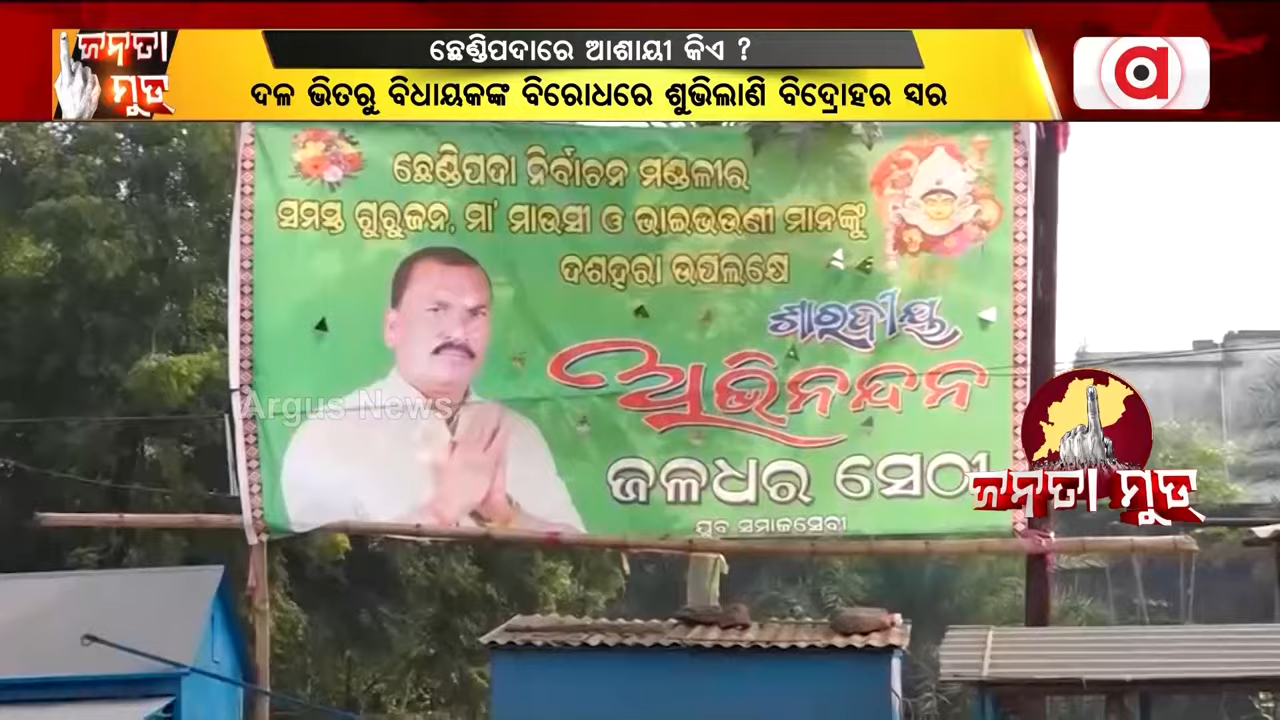 ଜନତା ମୁଡ୍
ଛେଣ୍ଡିପଦାରେ ଆଶାୟୀ କିଏ ?
ଦଳ ଭିତରୁ ବିଧାୟକଙ୍କ ବିରୋଧରେ ଶୁଭିଲାଣି ବିଦ୍ରୋହର ସ୍ୱର
a
ଛେଣ୍ଡିପଦା ନିର୍ବାଚନ ମଣ୍ଡଳୀର
ସମସ୍ତ ଗୁରୁଜନ, ମା' ମାଉସୀ ଓ ଭାଇଭଉଣୀ ମାନଙ୍କୁ
ଦଶହରା ଉପଲକ୍ଷେ
ଶାରଦୀୟ
ଅଭିନନ୍ଦନ
Argus News
ଜଳଧର ସେଠୀ
ଯୁବ ସମାଜସେବୀ
ଜନତା ମୁଡ୍